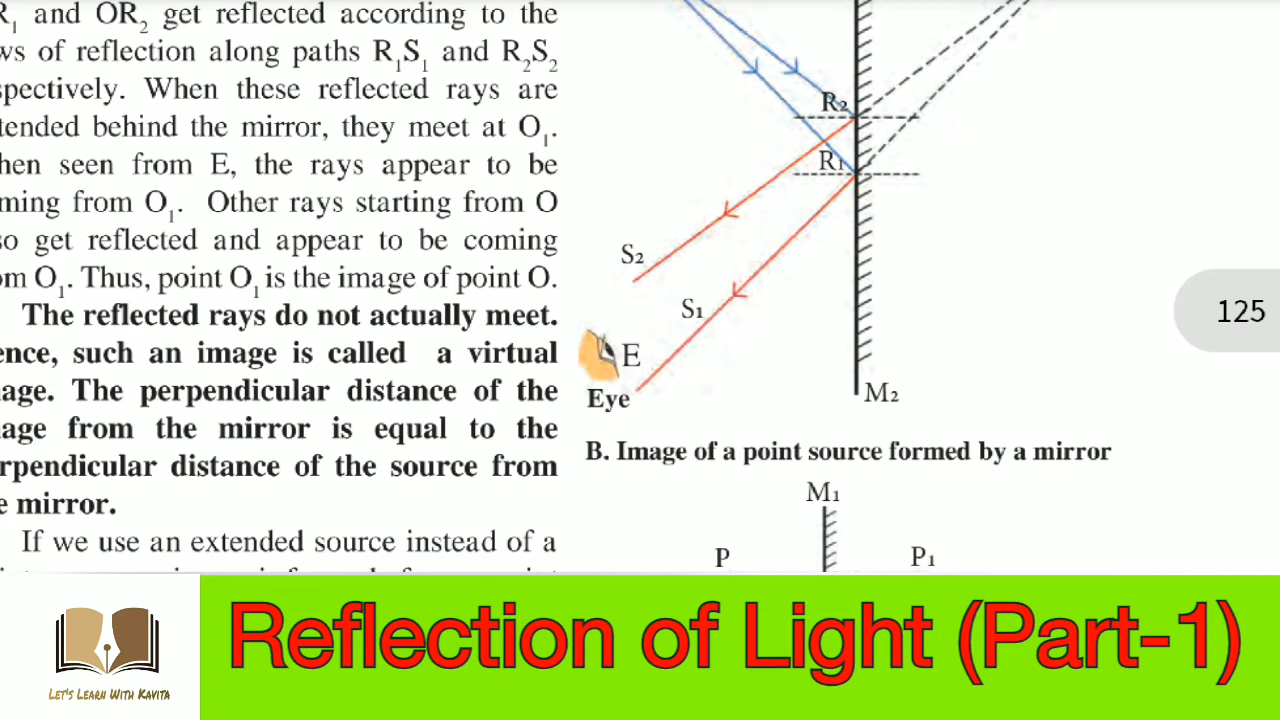 R₁ and OR₂ get reflected according to the
ws of reflection along paths R₁S₁ and R₂S₂
spectively. When these reflected rays are
tended behind the mirror, they meet at O₁.
hen seen from E, the rays appear to be
ming from O₁. Other rays starting from O
so get reflected and appear to be coming
om O₁. Thus, point O₁ is the image of point O.
The reflected rays do not actually meet.
ence, such an image is called a virtual
age. The perpendicular distance of the
age from the mirror is equal to the
rpendicular distance of the source from
e mirror.
If we use an extended source instead of a
R₂
R₁
S₂
S₁
E
Eye
M₂
B. Image of a point source formed by a mirror
M₁
P
P₁
125
Reflection of Light (Part-1)
LET'S LEARN WITH KAVITA